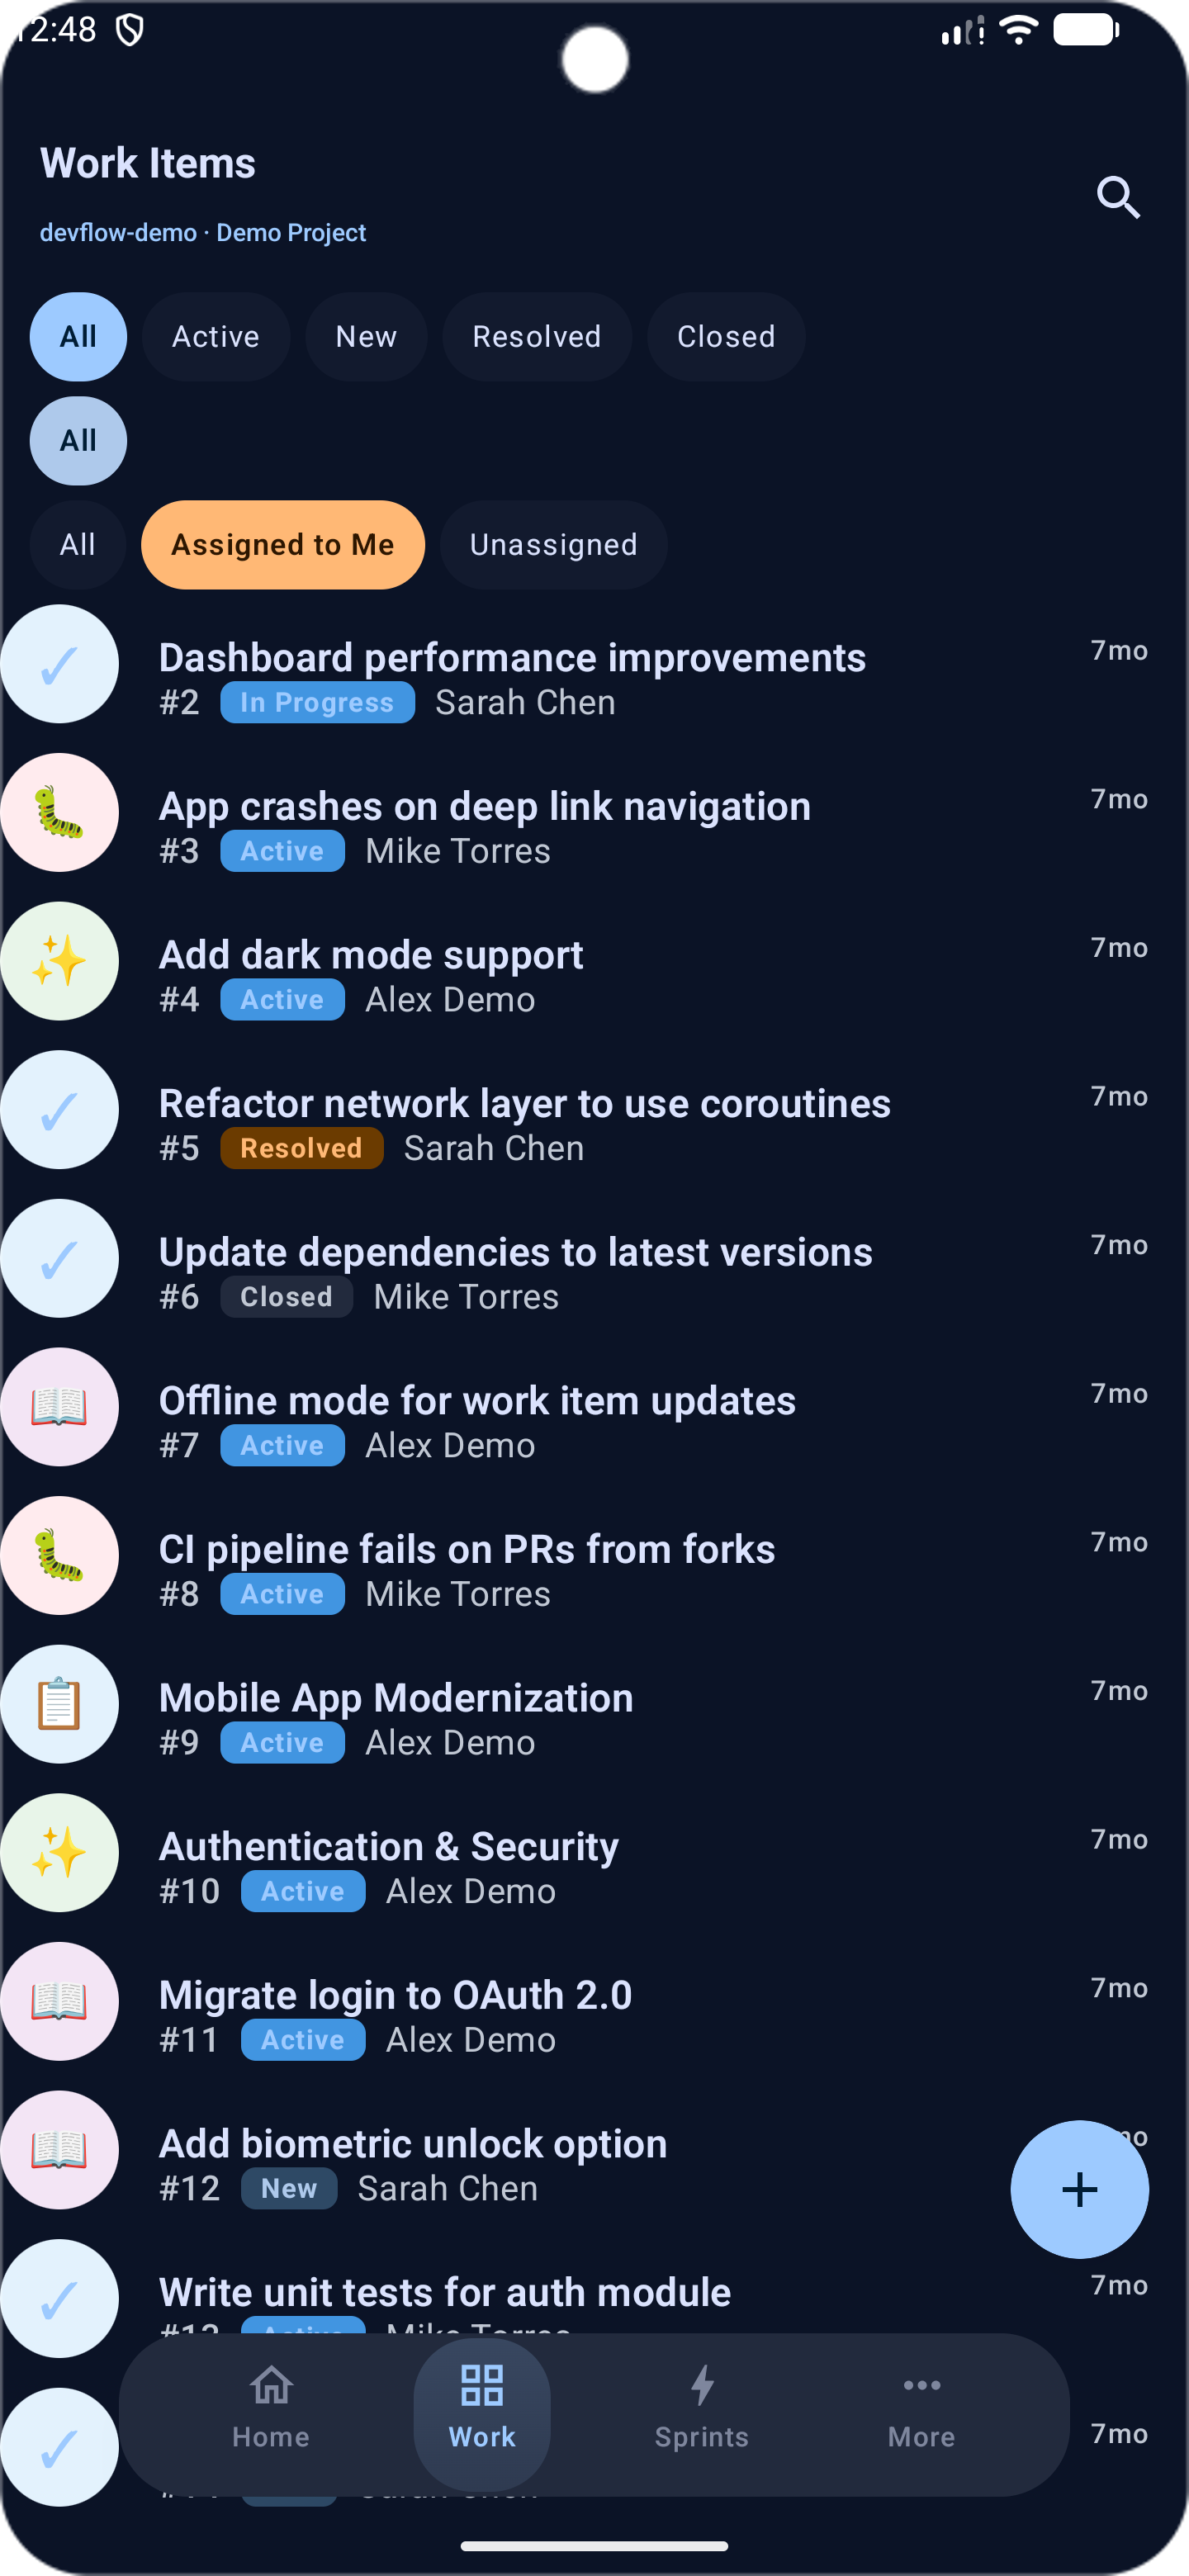 12:48
Work Items
devflow-demo · Demo Project
All Active New Resolved Closed
All
All Assigned to Me Unassigned
Dashboard performance improvements 7mo
#2 In Progress Sarah Chen
App crashes on deep link navigation 7mo
#3 Active Mike Torres
Add dark mode support 7mo
#4 Active Alex Demo
Refactor network layer to use coroutines 7mo
#5 Resolved Sarah Chen
Update dependencies to latest versions 7mo
#6 Closed Mike Torres
Offline mode for work item updates 7mo
#7 Active Alex Demo
CI pipeline fails on PRs from forks 7mo
#8 Active Mike Torres
Mobile App Modernization 7mo
#9 Active Alex Demo
Authentication & Security 7mo
#10 Active Alex Demo
Migrate login to OAuth 2.0 7mo
#11 Active Alex Demo
Add biometric unlock option
#12 New Sarah Chen
Write unit tests for auth module 7mo
#13 Active Mike Torres
7mo
Home Work Sprints More
Sarah Chen